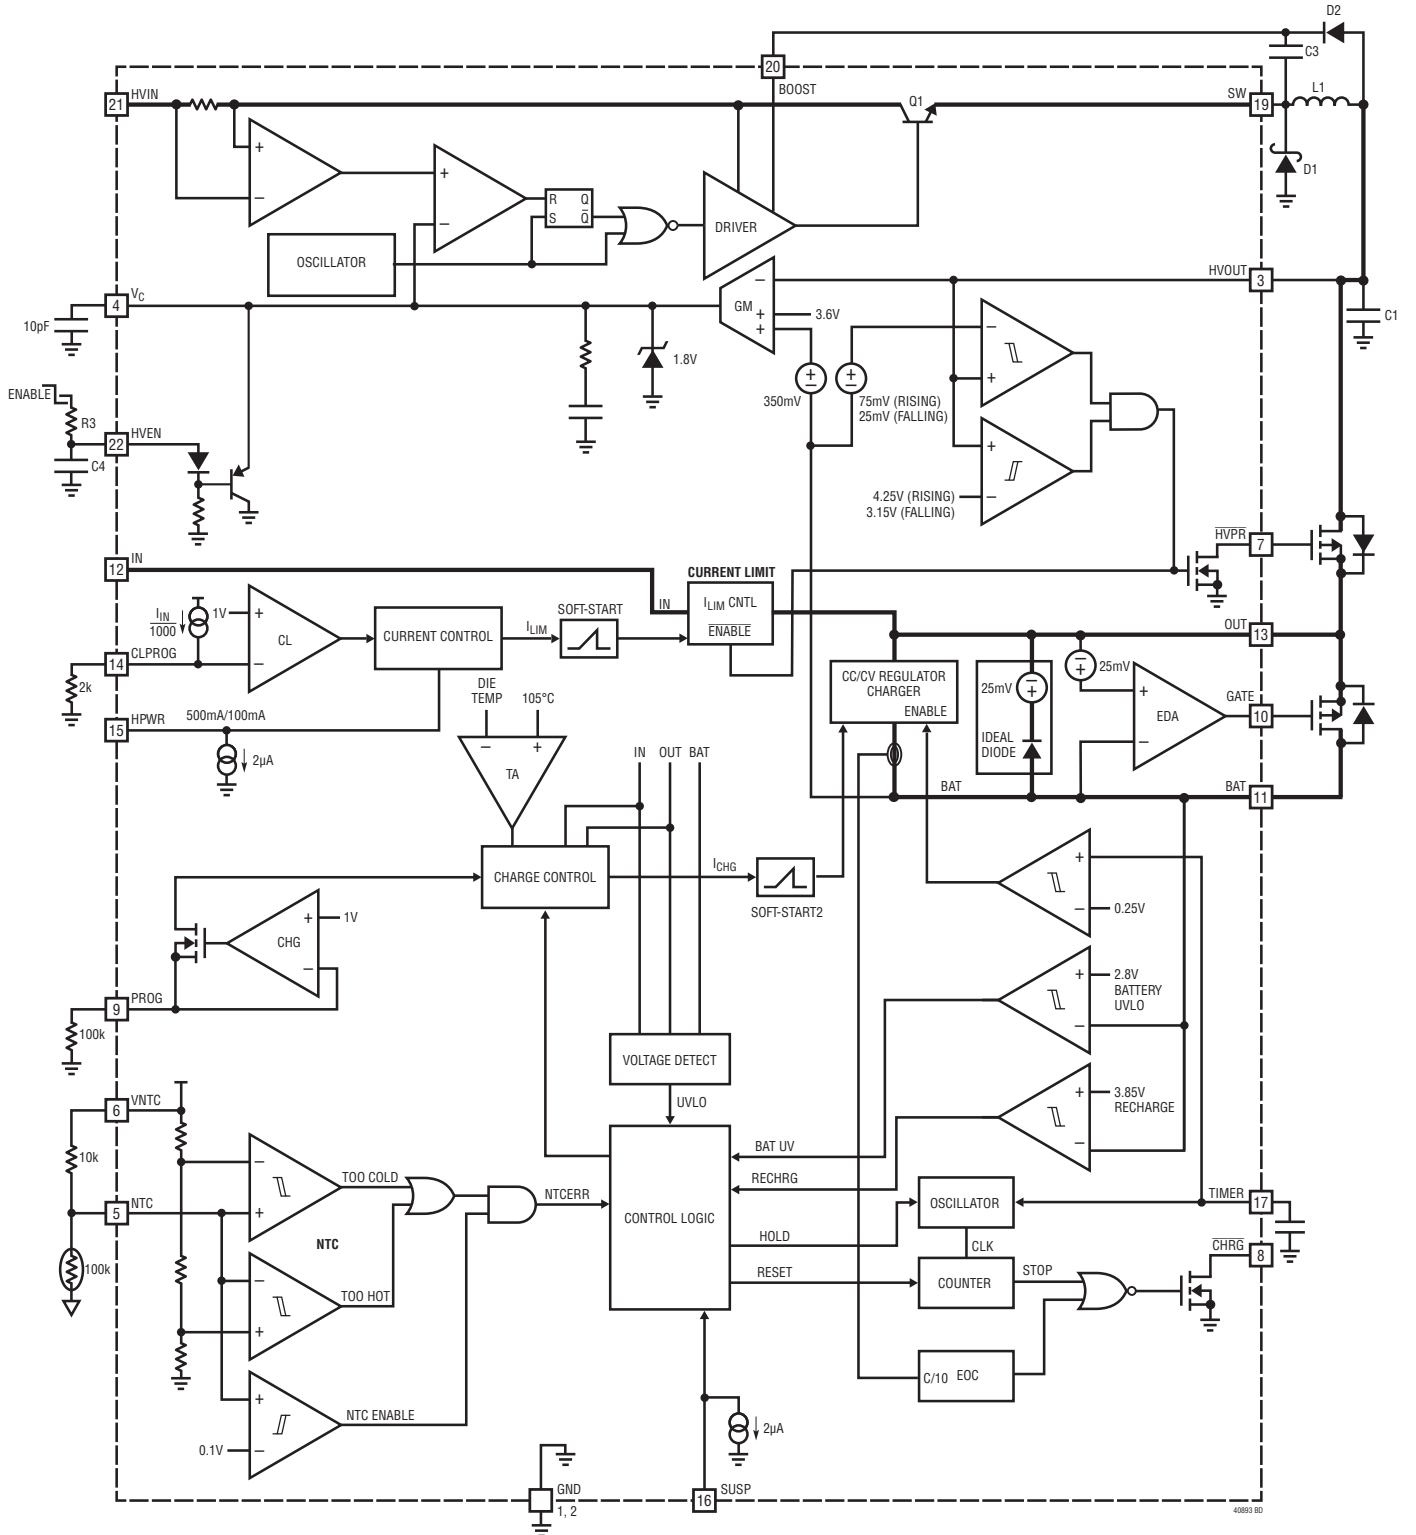 D2
C3
20
BOOST
21
HVIN
Q1
SW
19
L1
D1
+
−
+
−
R Q
S Q̅
DRIVER
OSCILLATOR
HVOUT
3
4
VC
10pF
GM
−
+
+
3.6V
1.8V
C1
350mV
+
−
+
−
75mV (RISING)
25mV (FALLING)
−
+
+
−
4.25V (RISING)
3.15V (FALLING)
ENABLE
R3
22
HVEN
C4
H̅V̅P̅R̅
7
12
IN
CURRENT LIMIT
IN
ILIM CNTL
E̅N̅A̅B̅L̅E̅
IIN
1000
1V
+
−
CL
CURRENT CONTROL
ILIM
SOFT-START
14
CLPROG
2k
15
HPWR
500mA/100mA
2µA
DIE
TEMP
105°C
−
+
TA
OUT
13
CC/CV REGULATOR
CHARGER
ENABLE
25mV
−
+
IDEAL
DIODE
−
+
25mV
+
−
EDA
GATE
10
BAT
BAT
11
IN OUT BAT
CHARGE CONTROL
ICHG
SOFT-START2
+
−
0.25V
CHG
+
−
1V
9
PROG
100k
+
−
2.8V
BATTERY
UVLO
VOLTAGE DETECT
UVLO
+
−
3.85V
RECHARGE
6
VNTC
10k
5
NTC
100k
−
+
TOO COLD
NTC
−
+
TOO HOT
+
−
0.1V
NTC ENABLE
NTCERR
CONTROL LOGIC
BAT UV
RECHRG
HOLD
RESET
OSCILLATOR
CLK
COUNTER
STOP
C/10 EOC
TIMER
17
C̅H̅R̅G̅
8
2µA
GND
1, 2
16
SUSP
40893 BD